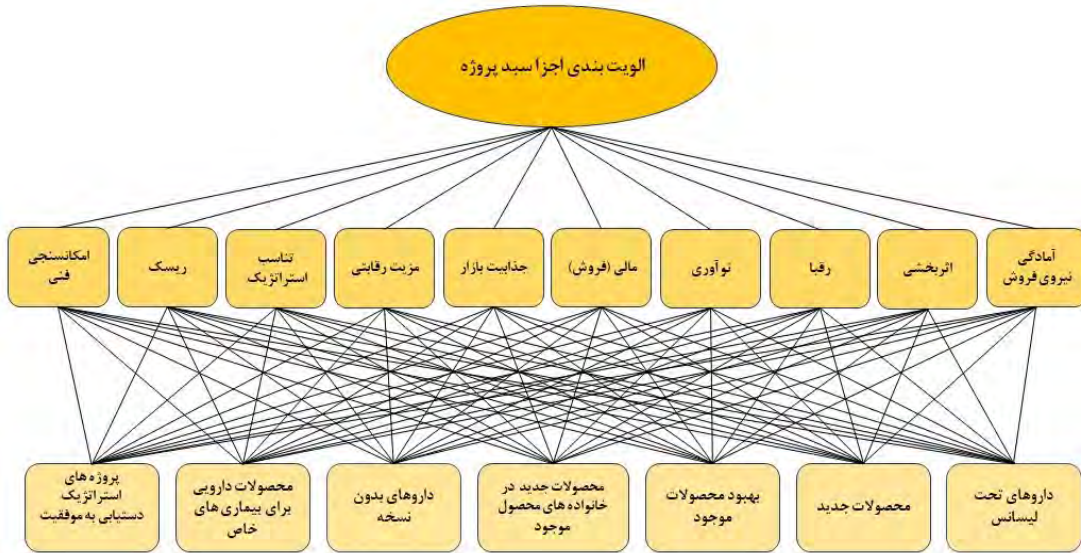 الویت بندی اجزا سبد پروژه
آمادگی
نیروی فروش
اثربخشی
رقبا
نوآوری
مالی (فروش)
جذابیت بازار
مزیت رقابتی
تناسب
استراتژیک
ریسک
امکانسنجی
فنی
داروهای تحت
لیسانس
محصولات جدید
بهبود محصولات
موجود
محصولات جدید در
خانواده های محصول
موجود
داروهای بدون
نسخه
محصولات دارویی
برای بیماری های
خاص
پروژه های
استراتژیک
دستیابی به موفقیت